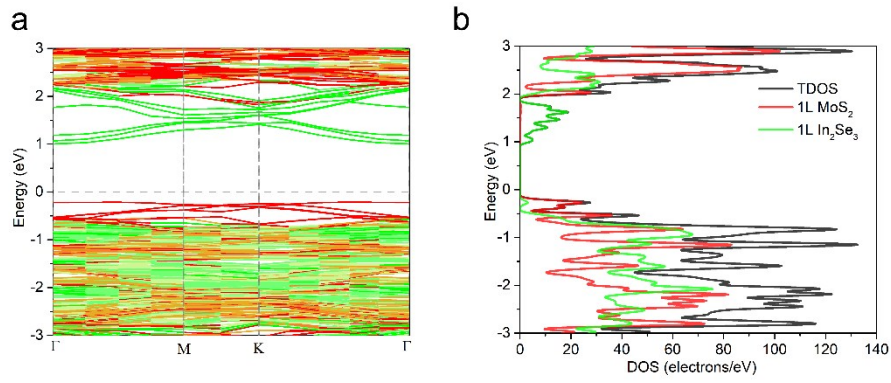 a
3
2
1
0
-1
-2
-3
Energy (eV)
Γ
M
K
Γ
b
3
2
1
0
-1
-2
-3
Energy (eV)
TDOS
1L MoS₂
1L In₂Se₃
0 20 40 60 80 100 120 140
DOS (electrons/eV)